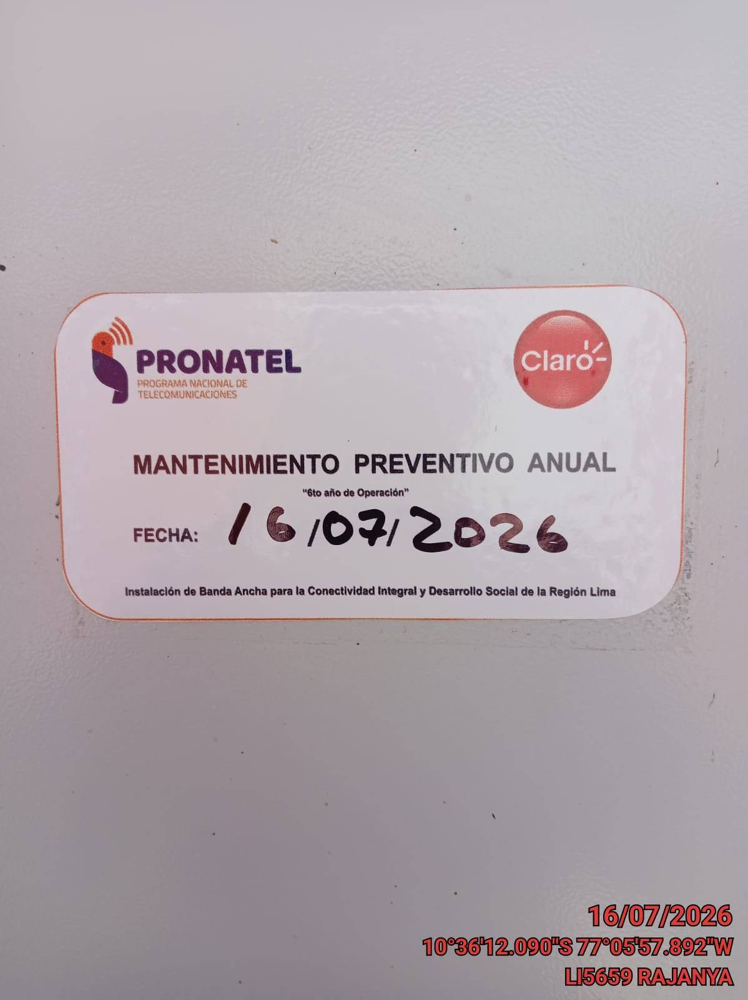 PRONATEL
PROGRAMA NACIONAL DE
TELECOMUNICACIONES
Claro
MANTENIMIENTO PREVENTIVO ANUAL
"6to año de Operación"
FECHA: 16/07/2026
Instalación de Banda Ancha para la Conectividad Integral y Desarrollo Social de la Región Lima
16/07/2026
10°36'12.090"S 77°05'57.892"W
LI5659 RAJANYA